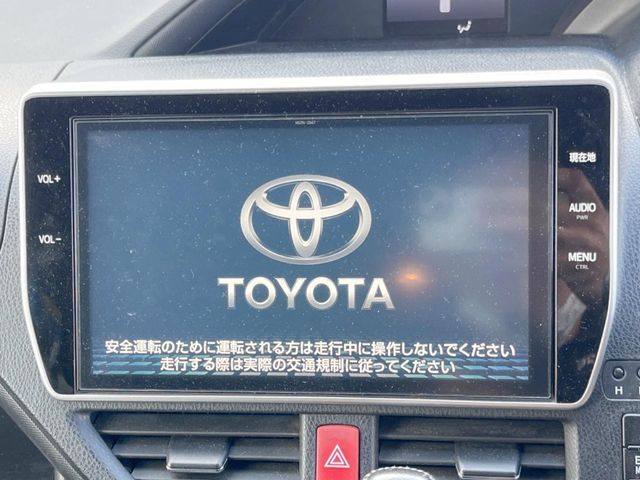 VOL+
VOL-
現在地
AUDIO
PWR
MENU
CTRL
TOYOTA
安全運転のために運転される方は走行中に操作しないでください
走行する際は実際の交通規制に従ってください
H